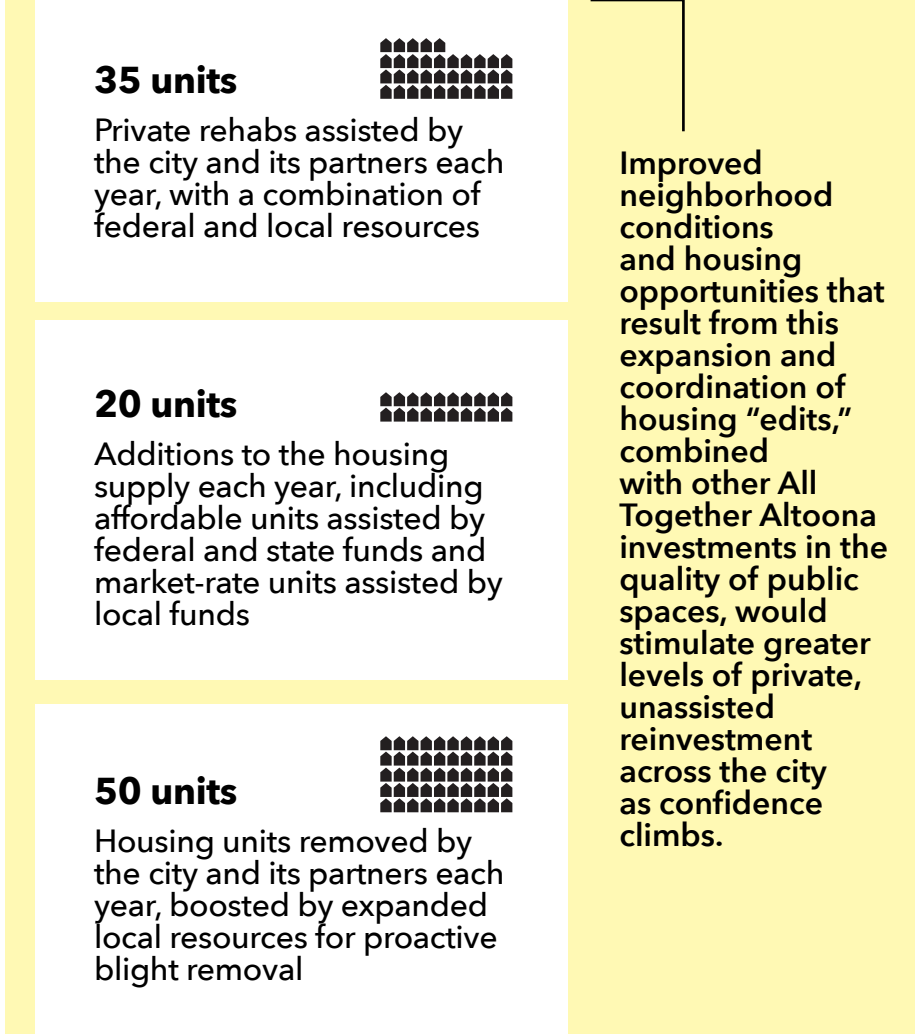 35 units
Private rehabs assisted by
the city and its partners each
year, with a combination of
federal and local resources
20 units
Additions to the housing
supply each year, including
affordable units assisted by
federal and state funds and
market-rate units assisted by
local funds
50 units
Housing units removed by
the city and its partners each
year, boosted by expanded
local resources for proactive
blight removal
Improved
neighborhood
conditions
and housing
opportunities that
result from this
expansion and
coordination of
housing “edits,”
combined
with other All
Together Altoona
investments in the
quality of public
spaces, would
stimulate greater
levels of private,
unassisted
reinvestment
across the city
as confidence
climbs.